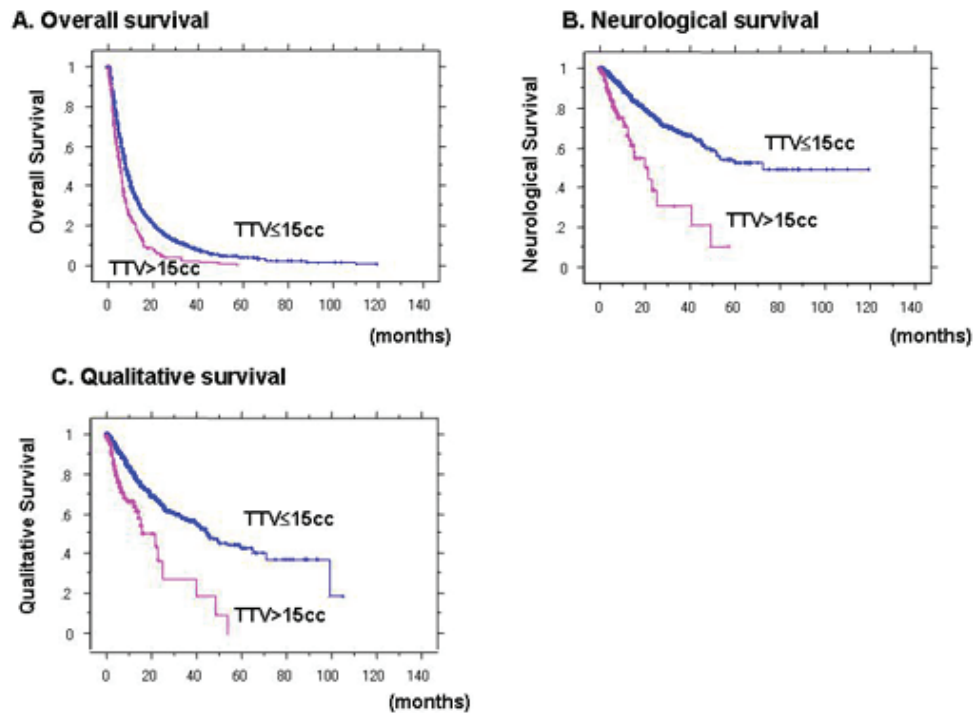 A. Overall survival
Overall Survival
1
.8
.6
.4
.2
0
TTV≤15cc
TTV>15cc
0 20 40 60 80 100 120 140
(months)
B. Neurological survival
Neurological Survival
1
.8
.6
.4
.2
0
TTV≤15cc
TTV>15cc
0 20 40 60 80 100 120 140
(months)
C. Qualitative survival
Qualitative Survival
1
.8
.6
.4
.2
0
TTV≤15cc
TTV>15cc
0 20 40 60 80 100 120 140
(months)